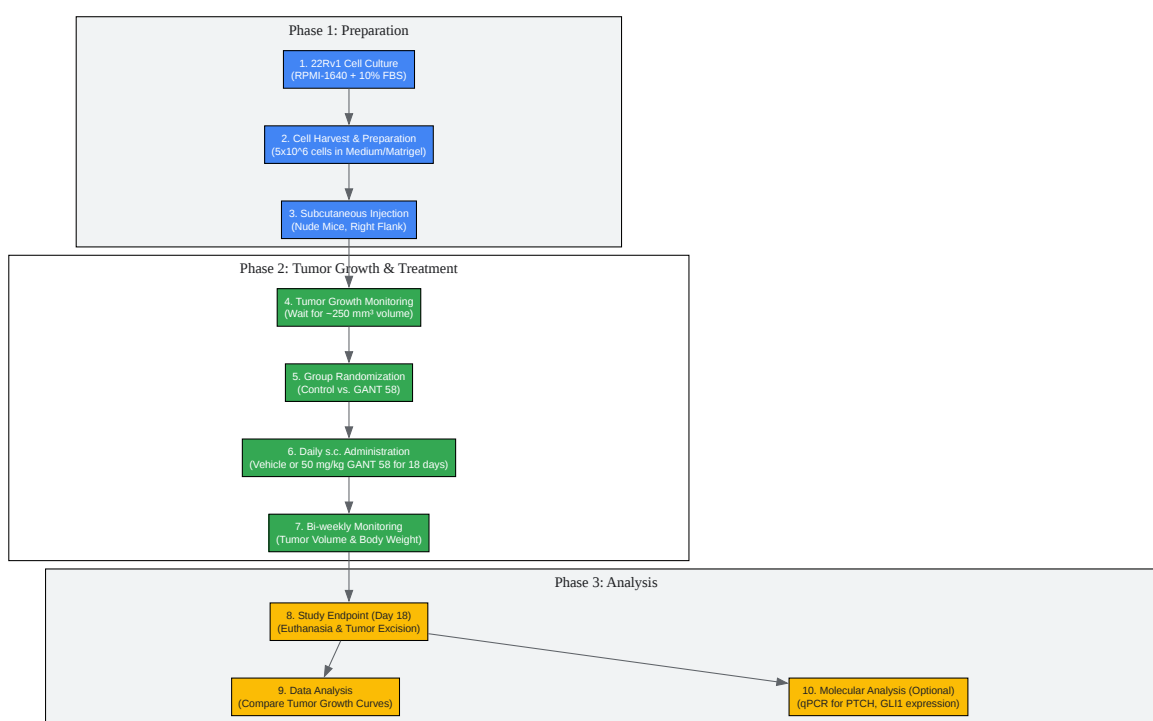 Phase 1: Preparation
1. 22Rv1 Cell Culture
(RPMI-1640 + 10% FBS)
2. Cell Harvest & Preparation
(5x10^6 cells in Medium/Matrigel)
3. Subcutaneous Injection
(Nude Mice, Right Flank)
Phase 2: Tumor Growth & Treatment
4. Tumor Growth Monitoring
(Wait for ~250 mm³ volume)
5. Group Randomization
(Control vs. GANT 58)
6. Daily s.c. Administration
(Vehicle or 50 mg/kg GANT 58 for 18 days)
7. Bi-weekly Monitoring
(Tumor Volume & Body Weight)
Phase 3: Analysis
8. Study Endpoint (Day 18)
(Euthanasia & Tumor Excision)
9. Data Analysis
(Compare Tumor Growth Curves)
10. Molecular Analysis (Optional)
(qPCR for PTCH, GLI1 expression)